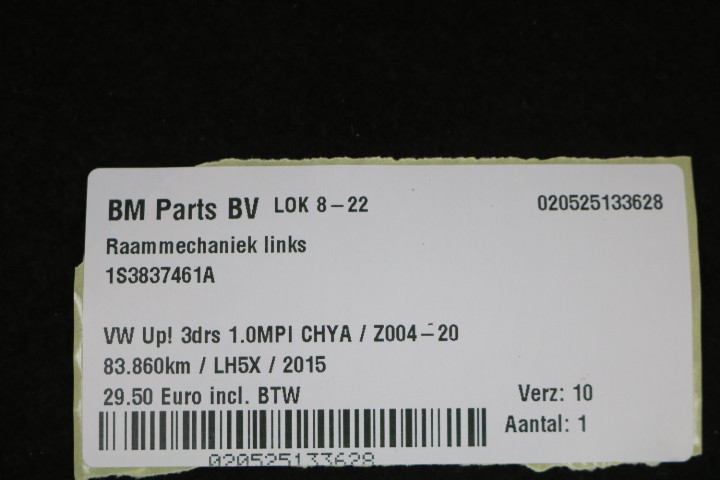 BM Parts BV LOK 8-22 020525133628
Raammechaniek links
1S3837461A
VW Up! 3drs 1.0MPI CHYA / Z004-20
83.860km / LH5X / 2015
29.50 Euro incl. BTW Verz: 10
Aantal: 1
020525133628